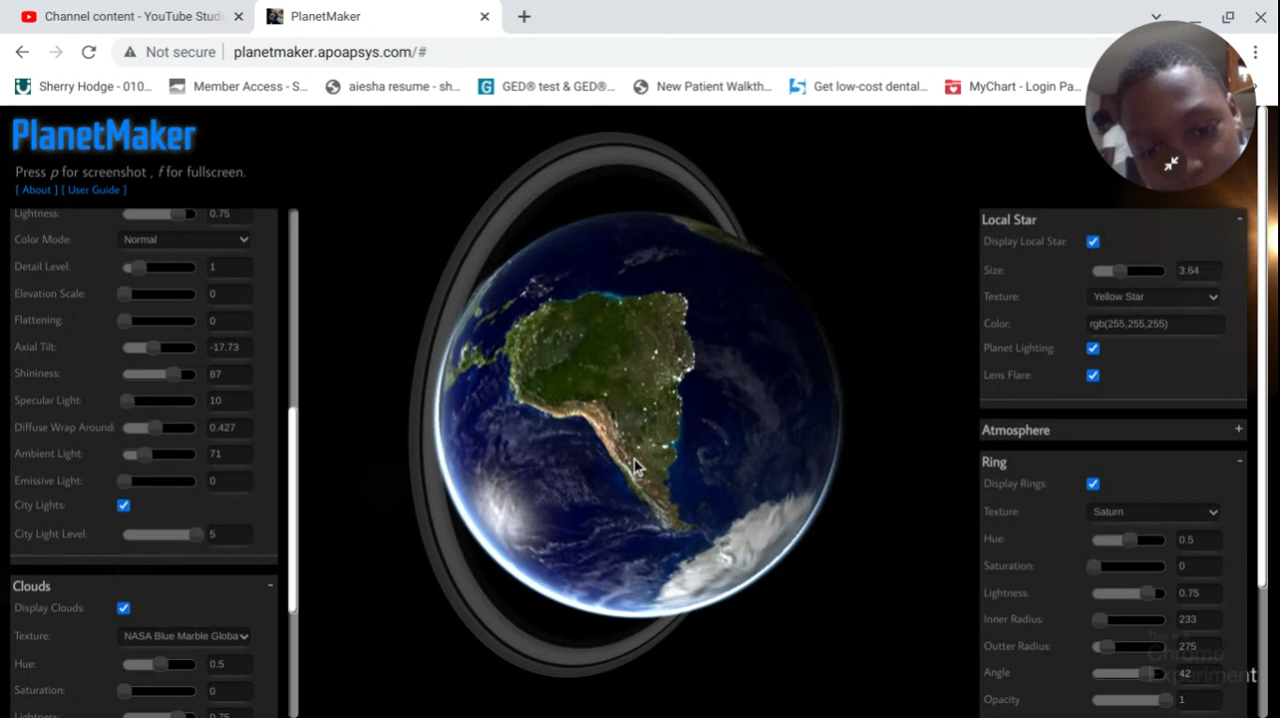 Channel content - YouTube Studi
PlanetMaker
Not secure planetmaker.apoapsys.com/#
Sherry Hodge - 010... Member Access - S... aiesha resume - sh... GED® test & GED®... New Patient Walkth... Get low-cost dental... MyChart - Login Pa...
PlanetMaker
Press p for screenshot , f for fullscreen.
[ About ] [ User Guide ]
Lightness: 0.75
Color Mode: Normal
Detail Level: 1
Elevation Scale: 0
Flattening: 0
Axial Tilt: -17.73
Shininess: 87
Specular Light: 10
Diffuse Wrap Around: 0.427
Ambient Light: 71
Emissive Light: 0
City Lights:
City Light Level: 5
Clouds -
Display Clouds:
Texture: NASA Blue Marble Globa
Hue: 0.5
Saturation: 0
Lightness: 0.75
Local Star -
Display Local Star:
Size: 3.64
Texture: Yellow Star
Color: rgb(255,255,255)
Planet Lighting:
Lens Flare:
Atmosphere +
Ring -
Display Rings:
Texture: Saturn
Hue: 0.5
Saturation: 0
Lightness: 0.75
Inner Radius: 233
Outter Radius: 275
Angle 42
Opacity 1
This is a
Chrome
Experiment